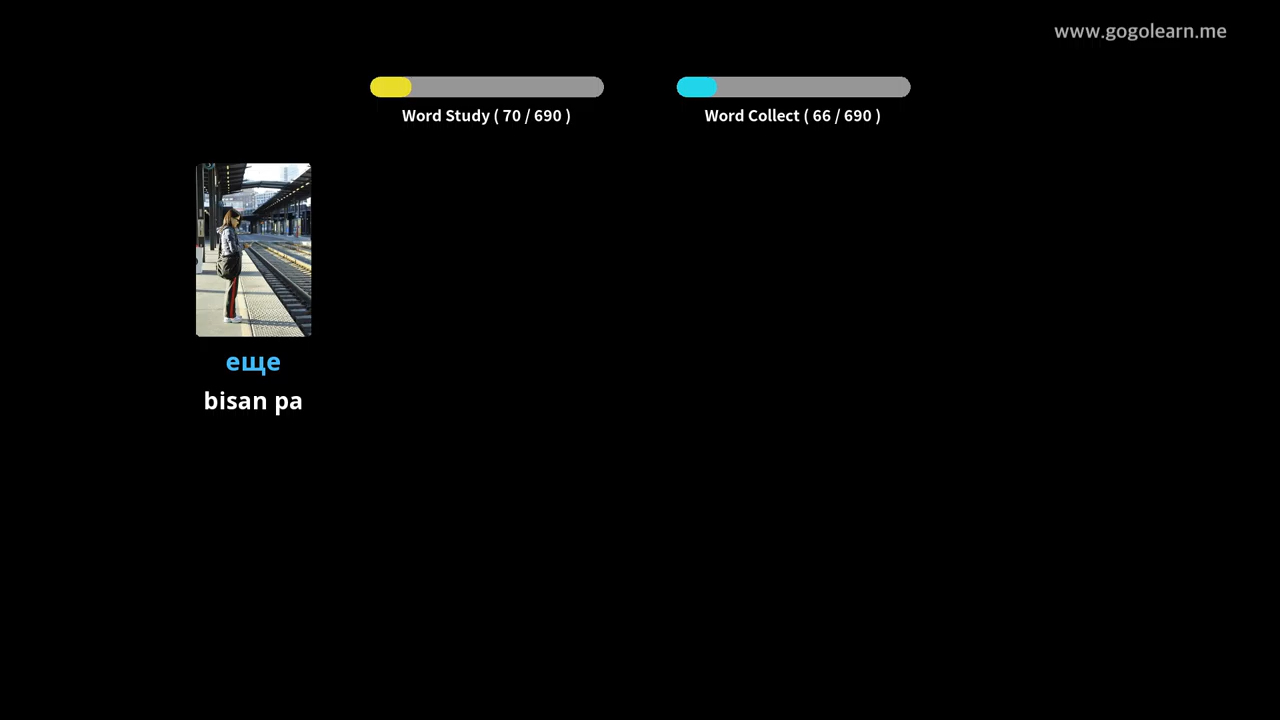 www.gogolearn.me
Word Study ( 70 / 690 )
Word Collect ( 66 / 690 )
еще
bisan pa